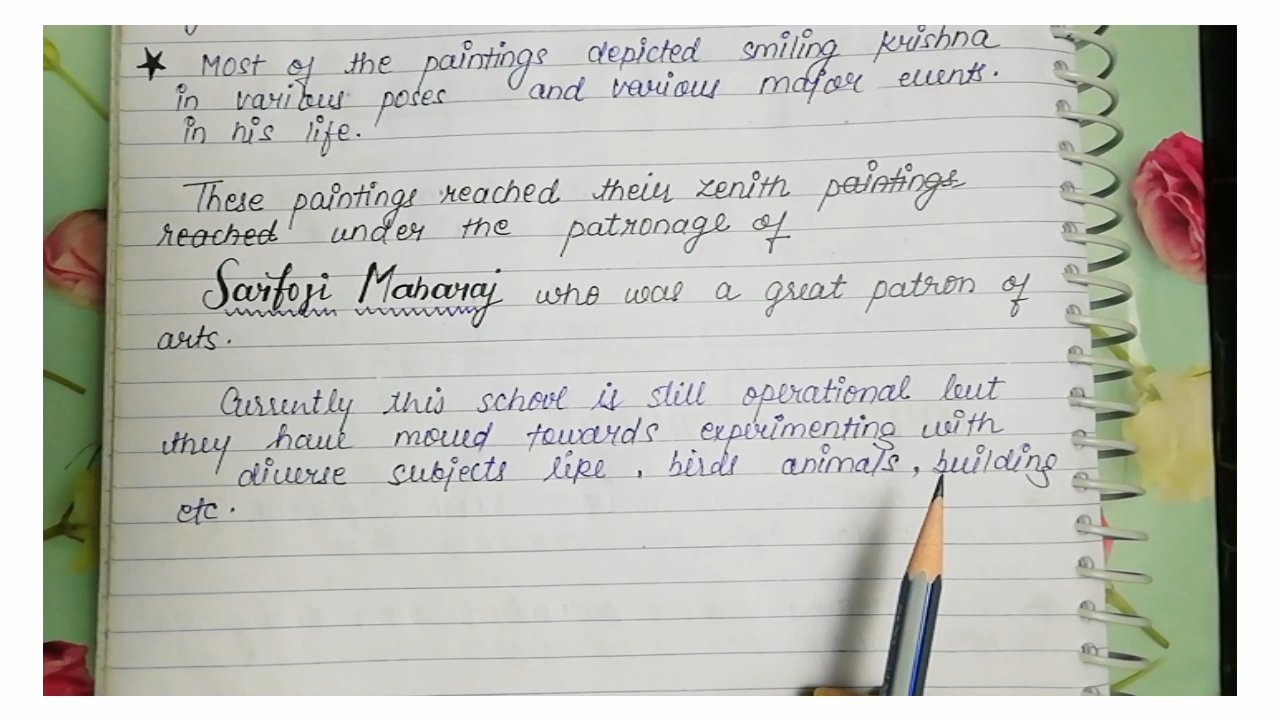 ★ Most of the paintings depicted smiling Krishna
in various poses and various major events.
in his life.
These paintings reached their zenith paintings
reached under the patronage of
Sarfoji Maharaj who was a great patron of
arts.
Currently this school is still operational but
they have moved towards experimenting with
diverse subjects like, birds animals, building
etc.